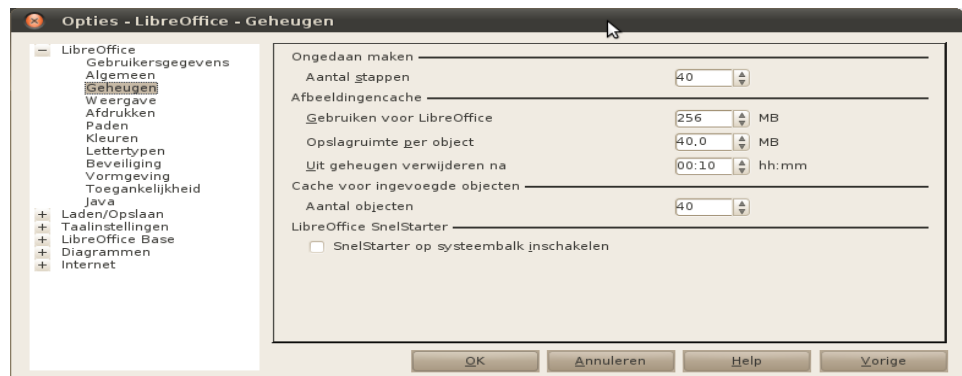 Opties - LibreOffice - Geheugen
LibreOffice
Gebruikersgegevens
Algemeen
Geheugen
Weergave
Afdrukken
Paden
Kleuren
Lettertypen
Beveiliging
Vormgeving
Toegankelijkheid
Java
Laden/Opslaan
Taalinstellingen
LibreOffice Base
Diagrammen
Internet
Ongedaan maken
Aantal stappen 40
Afbeeldingencache
Gebruiken voor LibreOffice 256 MB
Opslagruimte per object 40,0 MB
Uit geheugen verwijderen na 00:10 hh:mm
Cache voor ingevoegde objecten
Aantal objecten 40
LibreOffice SnelStarter
SnelStarter op systeembalk inschakelen
OK Annuleren Help Vorige